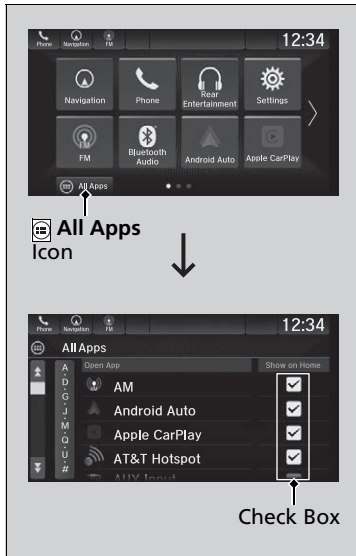 Phone Navigation FM 12:34
Navigation Phone Rear Entertainment Settings
FM Bluetooth Audio Android Auto Apple CarPlay
All Apps
All Apps
Icon
Phone Navigation FM 12:34
All Apps
Open App Show on Home
A
D
G
J
M
Q
U
#
AM
Android Auto
Apple CarPlay
AT&T Hotspot
AUX Input
Check Box